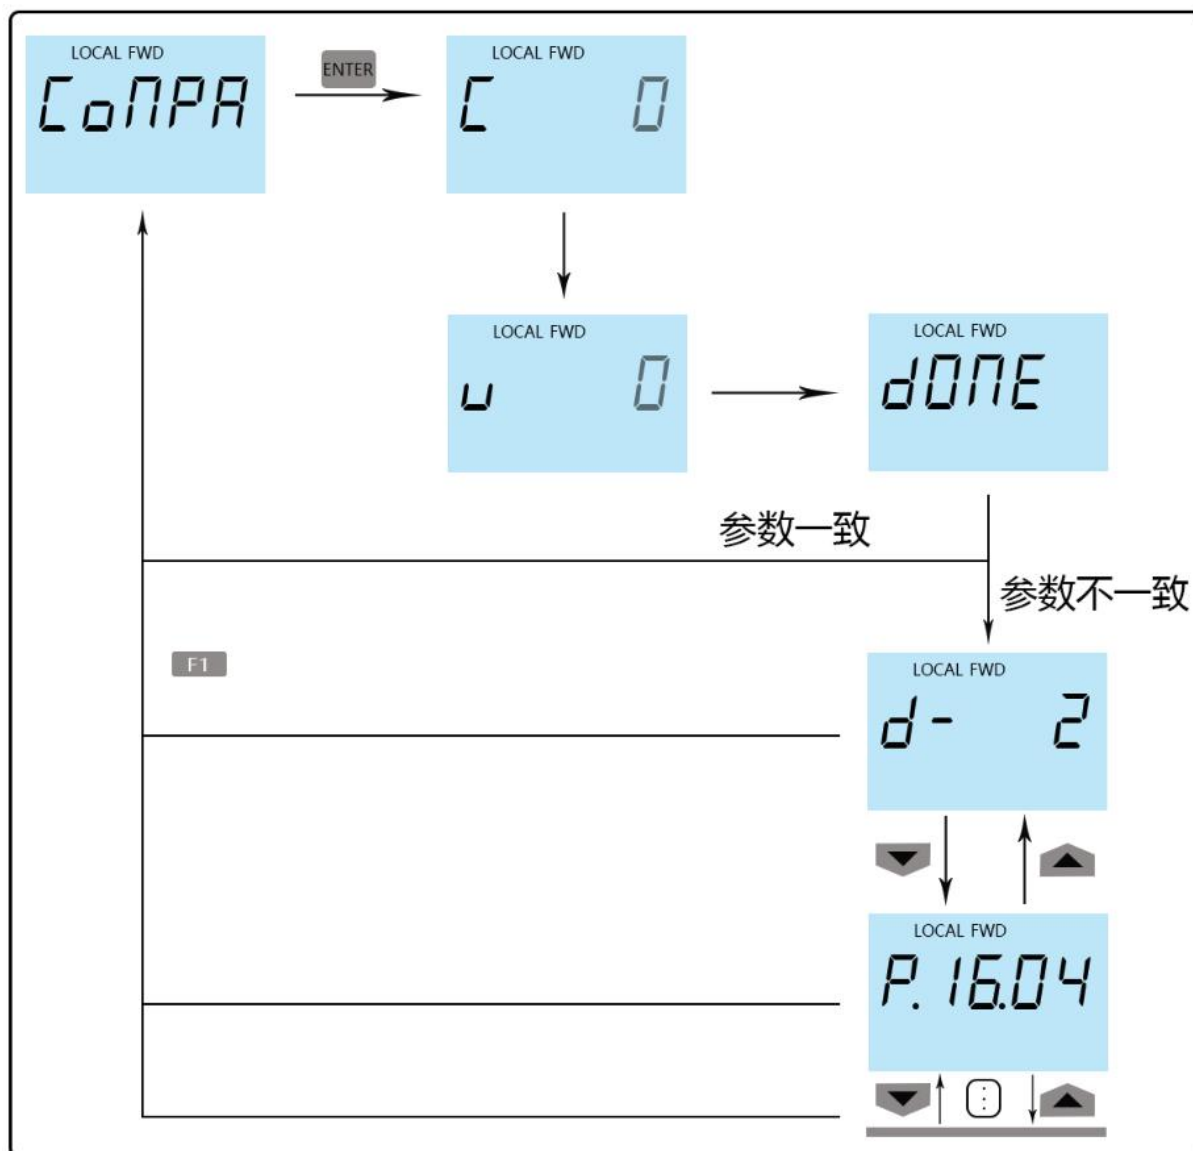 LOCAL FWD
CoMPA
ENTER
LOCAL FWD
C 0
LOCAL FWD
u 0
LOCAL FWD
dONE
参数一致
参数不一致
F1
LOCAL FWD
d- 2
LOCAL FWD
P.16.04